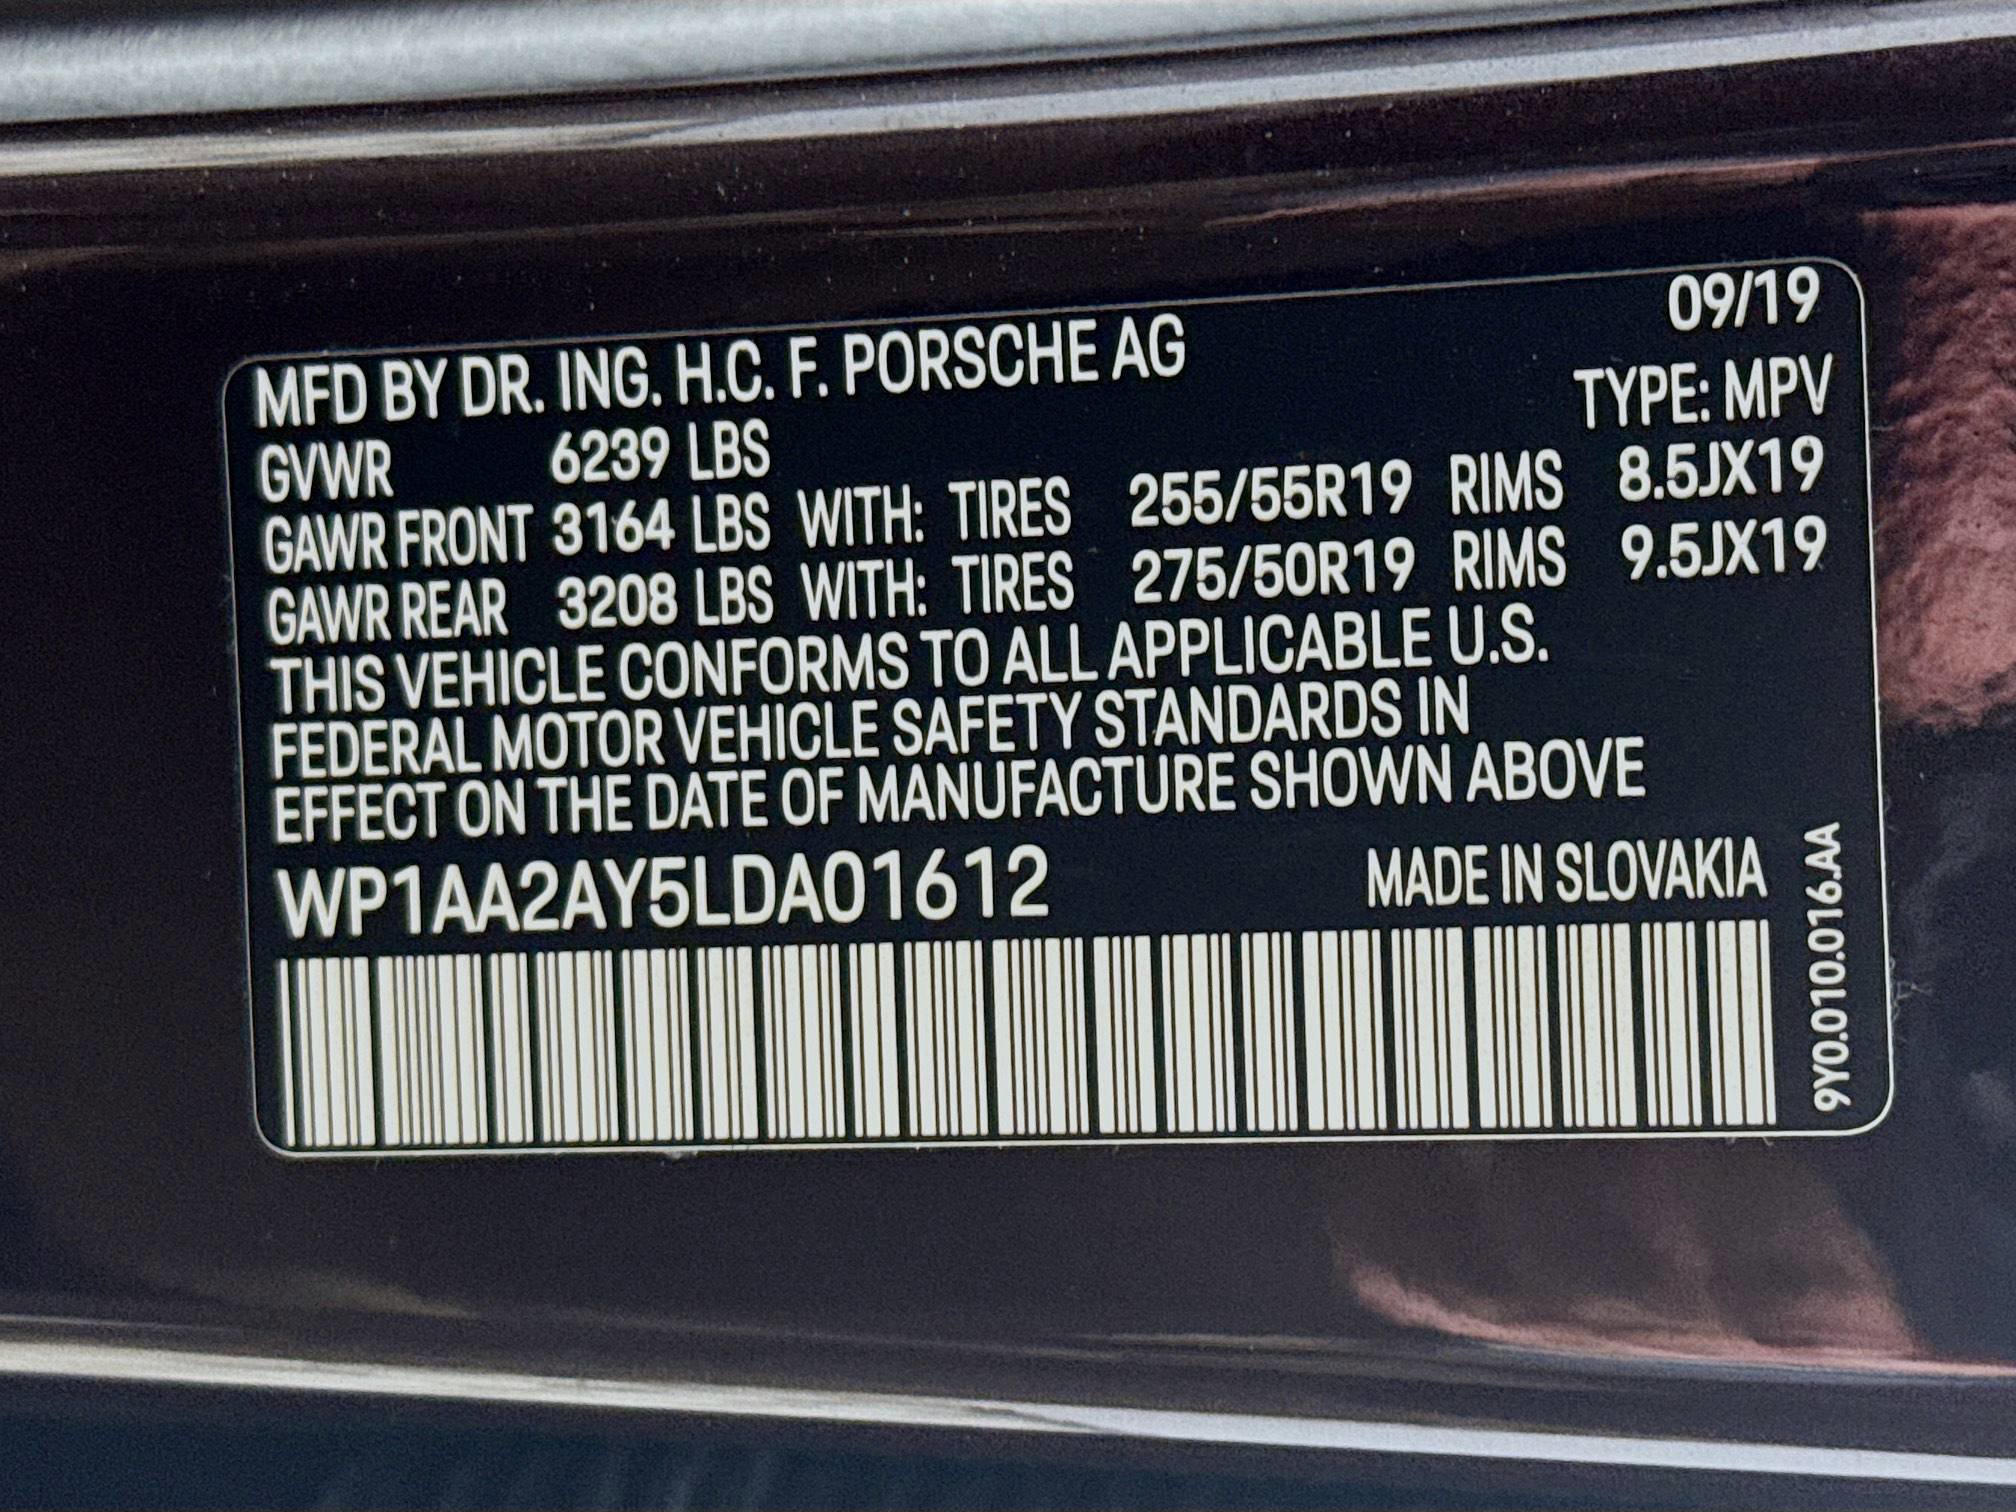 09/19
MFD BY DR. ING. H.C. F. PORSCHE AG
TYPE: MPV
GVWR 6239 LBS
GAWR FRONT 3164 LBS WITH: TIRES 255/55R19 RIMS 8.5JX19
GAWR REAR 3208 LBS WITH: TIRES 275/50R19 RIMS 9.5JX19
THIS VEHICLE CONFORMS TO ALL APPLICABLE U.S.
FEDERAL MOTOR VEHICLE SAFETY STANDARDS IN
EFFECT ON THE DATE OF MANUFACTURE SHOWN ABOVE
WP1AA2AY5LDA01612 MADE IN SLOVAKIA
9Y0.010.016.AA